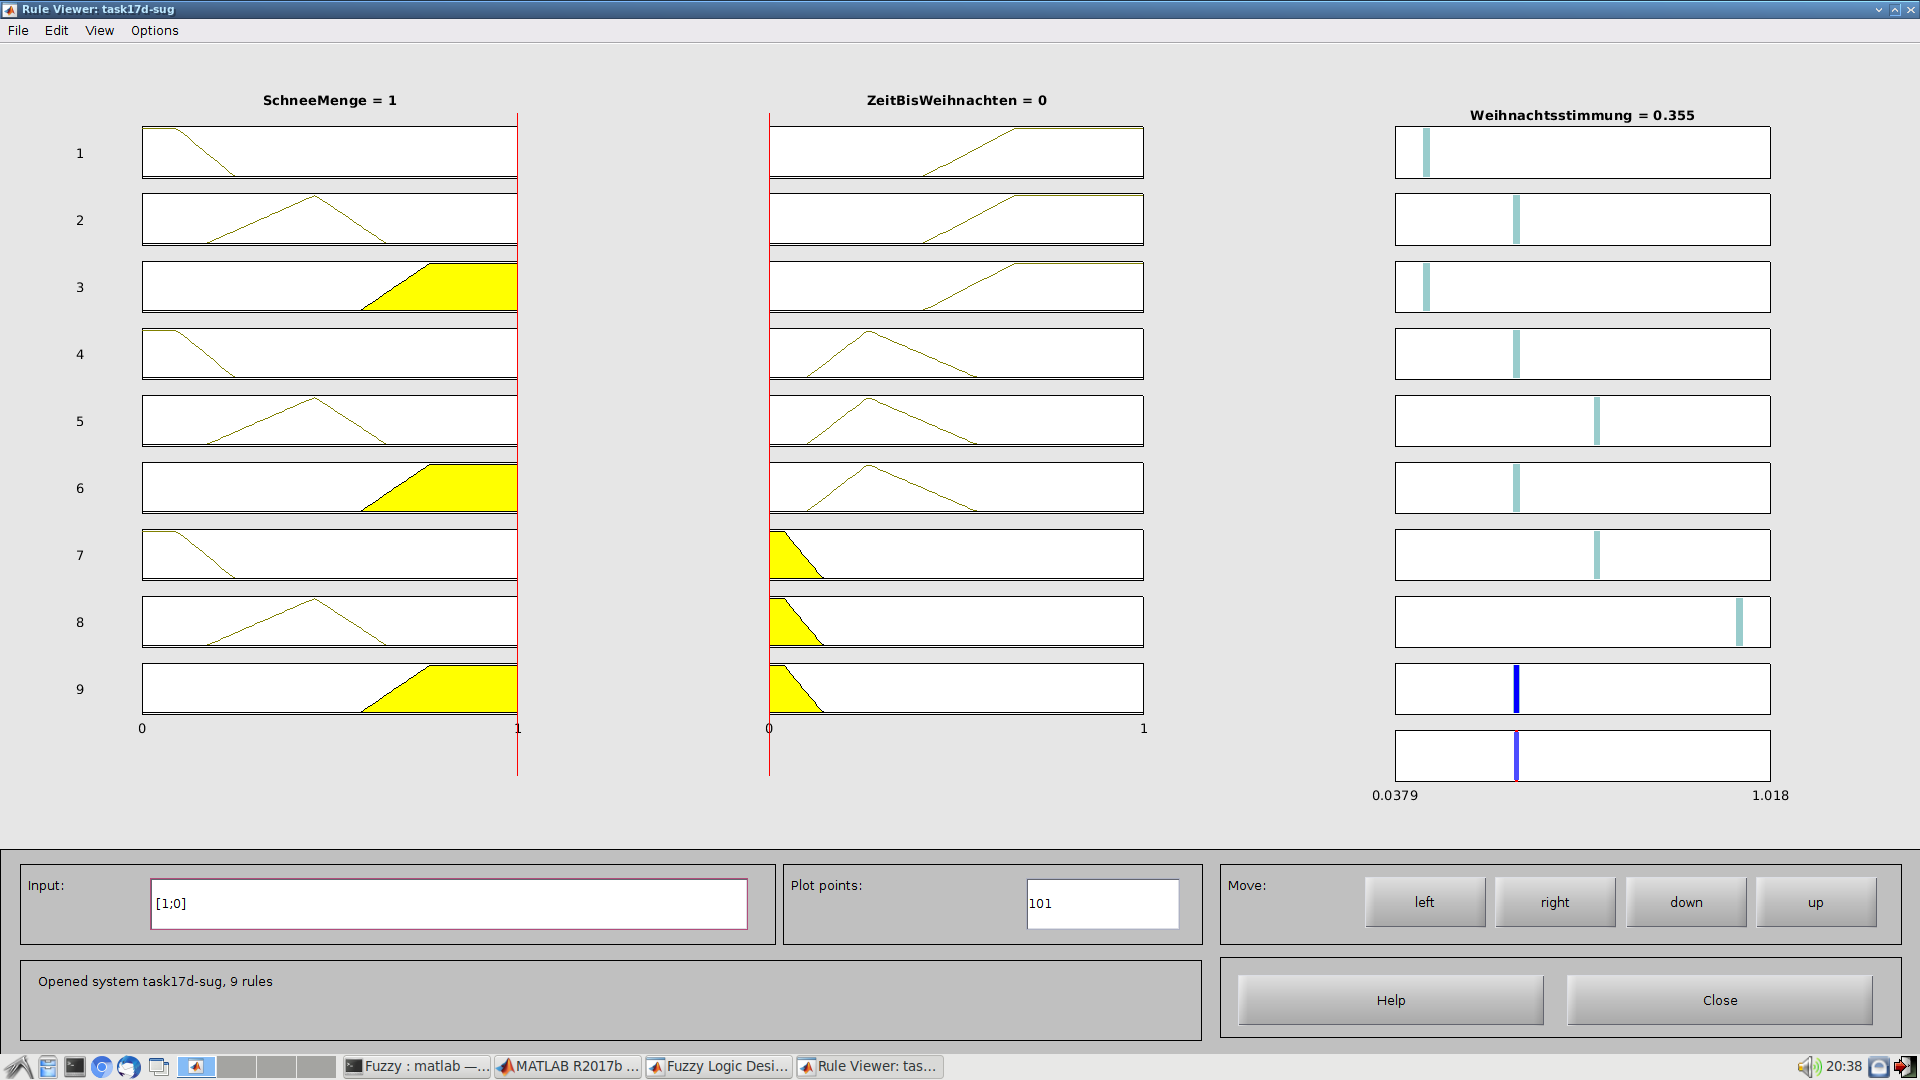 Rule Viewer: task17d-sug
File Edit View Options
SchneeMenge = 1
ZeitBisWeihnachten = 0
Weihnachtsstimmung = 0.355
1
2
3
4
5
6
7
8
9
0 1
0 1
0.0379 1.018
Input:
[1;0]
Plot points:
101
Move:
left
right
down
up
Opened system task17d-sug, 9 rules
Help
Close
Fuzzy : matlab —...
MATLAB R2017b ...
Fuzzy Logic Desi...
Rule Viewer: tas...
20:38